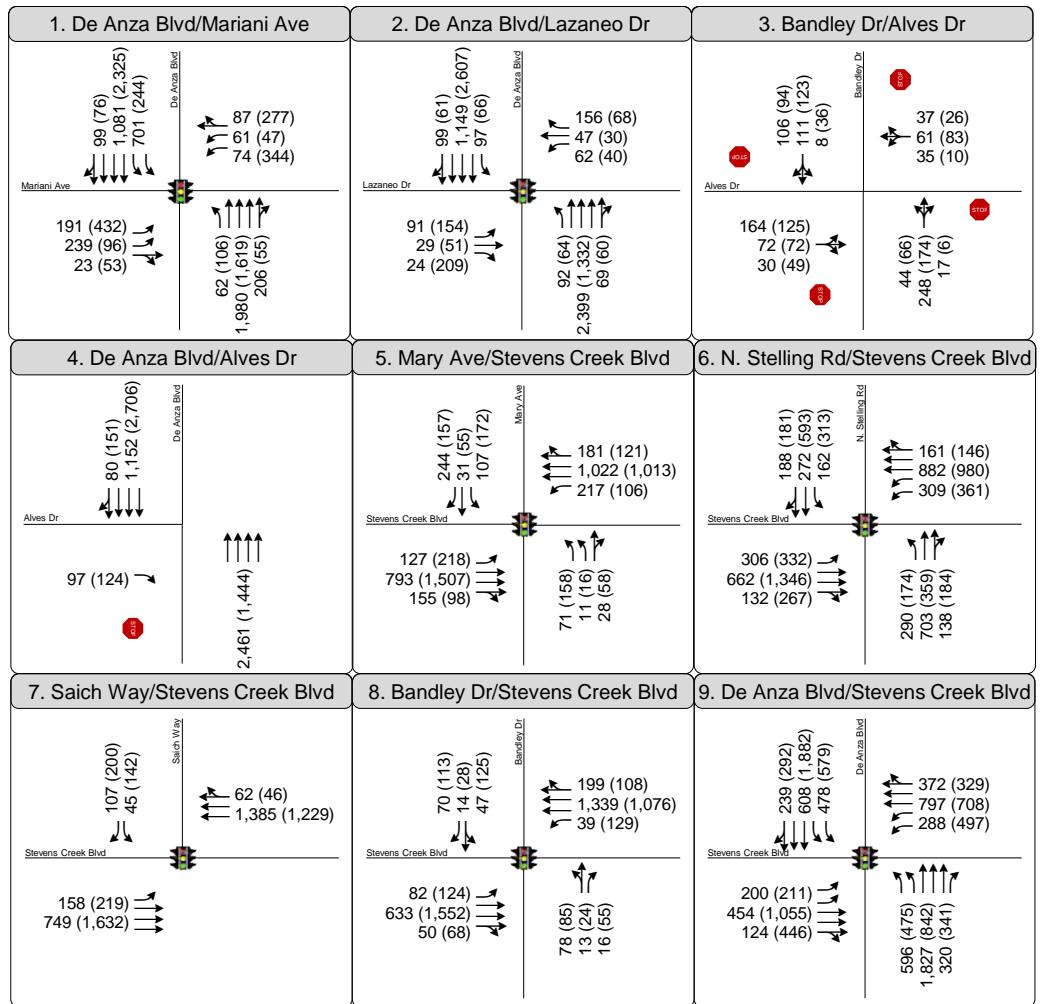 1. De Anza Blvd/Mariani Ave
De Anza Blvd
99 (76)
1,081 (2,325)
701 (244)
87 (277)
61 (47)
74 (344)
Mariani Ave
191 (432)
239 (96)
23 (53)
62 (106)
1,980 (1,619)
206 (55)
2. De Anza Blvd/Lazaneo Dr
De Anza Blvd
99 (61)
1,149 (2,607)
97 (66)
156 (68)
47 (30)
62 (40)
Lazaneo Dr
91 (154)
29 (51)
24 (209)
92 (64)
2,399 (1,332)
69 (60)
3. Bandley Dr/Alves Dr
Bandley Dr
STOP
106 (94)
111 (123)
8 (36)
37 (26)
61 (83)
35 (10)
STOP
Alves Dr
STOP
164 (125)
72 (72)
30 (49)
44 (66)
248 (174)
17 (6)
STOP
4. De Anza Blvd/Alves Dr
De Anza Blvd
80 (151)
1,152 (2,706)
Alves Dr
97 (124)
STOP
2,461 (1,444)
5. Mary Ave/Stevens Creek Blvd
Mary Ave
244 (157)
31 (55)
107 (172)
181 (121)
1,022 (1,013)
217 (106)
Stevens Creek Blvd
127 (218)
793 (1,507)
155 (98)
71 (158)
11 (16)
28 (58)
6. N. Stelling Rd/Stevens Creek Blvd
N. Stelling Rd
188 (181)
272 (593)
162 (313)
161 (146)
882 (980)
309 (361)
Stevens Creek Blvd
306 (332)
662 (1,346)
132 (267)
290 (174)
703 (359)
138 (184)
7. Saich Way/Stevens Creek Blvd
Saich Way
107 (200)
45 (142)
62 (46)
1,385 (1,229)
Stevens Creek Blvd
158 (219)
749 (1,632)
8. Bandley Dr/Stevens Creek Blvd
Bandley Dr
70 (113)
14 (28)
47 (125)
199 (108)
1,339 (1,076)
39 (129)
Stevens Creek Blvd
82 (124)
633 (1,552)
50 (68)
78 (85)
13 (24)
16 (55)
9. De Anza Blvd/Stevens Creek Blvd
De Anza Blvd
239 (292)
608 (1,882)
478 (579)
372 (329)
797 (708)
288 (497)
Stevens Creek Blvd
200 (211)
454 (1,055)
124 (446)
596 (475)
1,827 (842)
320 (341)